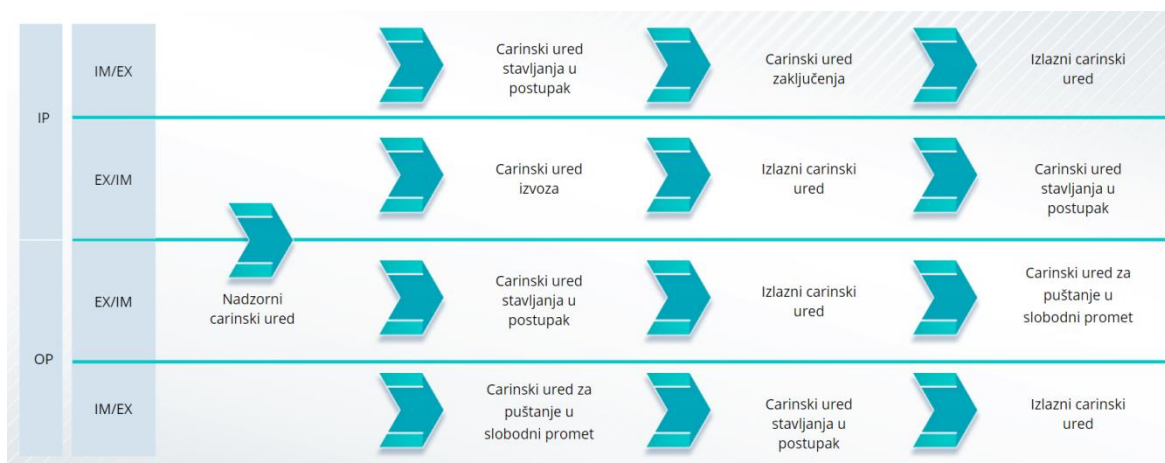 IP
IM/EX
Carinski ured
stavljanja u
postupak
Carinski ured
zaključenja
Izlazni carinski
ured
EX/IM
Carinski ured
izvoza
Izlazni carinski
ured
Carinski ured
stavljanja u
postupak
Nadzorni
carinski ured
OP
EX/IM
Carinski ured
stavljanja u
postupak
Izlazni carinski
ured
Carinski ured za
puštanje u
slobodni promet
IM/EX
Carinski ured za
puštanje u
slobodni promet
Carinski ured
stavljanja u
postupak
Izlazni carinski
ured